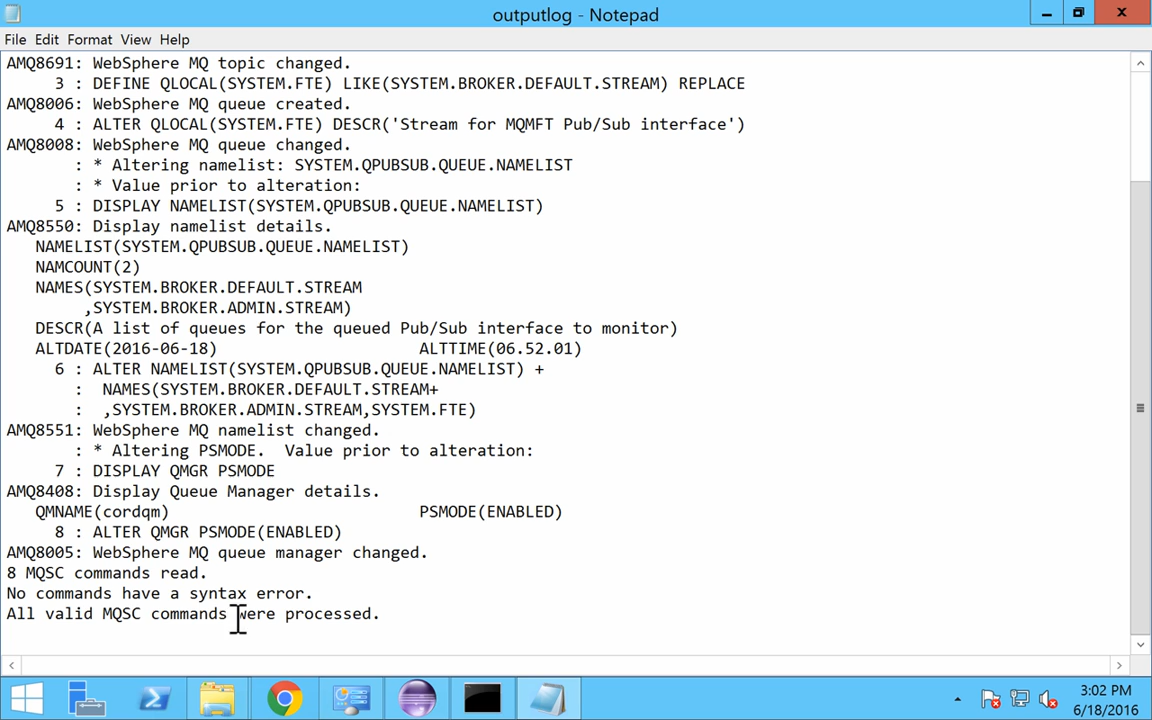 outputlog - Notepad
File Edit Format View Help
AMQ8691: WebSphere MQ topic changed.
3 : DEFINE QLOCAL(SYSTEM.FTE) LIKE(SYSTEM.BROKER.DEFAULT.STREAM) REPLACE
AMQ8006: WebSphere MQ queue created.
4 : ALTER QLOCAL(SYSTEM.FTE) DESCR('Stream for MQMFT Pub/Sub interface')
AMQ8008: WebSphere MQ queue changed.
: * Altering namelist: SYSTEM.QPUBSUB.QUEUE.NAMELIST
: * Value prior to alteration:
5 : DISPLAY NAMELIST(SYSTEM.QPUBSUB.QUEUE.NAMELIST)
AMQ8550: Display namelist details.
NAMELIST(SYSTEM.QPUBSUB.QUEUE.NAMELIST)
NAMCOUNT(2)
NAMES(SYSTEM.BROKER.DEFAULT.STREAM
,SYSTEM.BROKER.ADMIN.STREAM)
DESCR(A list of queues for the queued Pub/Sub interface to monitor)
ALTDATE(2016-06-18) ALTTIME(06.52.01)
6 : ALTER NAMELIST(SYSTEM.QPUBSUB.QUEUE.NAMELIST) +
: NAMES(SYSTEM.BROKER.DEFAULT.STREAM+
: ,SYSTEM.BROKER.ADMIN.STREAM,SYSTEM.FTE)
AMQ8551: WebSphere MQ namelist changed.
: * Altering PSMODE. Value prior to alteration:
7 : DISPLAY QMGR PSMODE
AMQ8408: Display Queue Manager details.
QMNAME(cordqm) PSMODE(ENABLED)
8 : ALTER QMGR PSMODE(ENABLED)
AMQ8005: WebSphere MQ queue manager changed.
8 MQSC commands read.
No commands have a syntax error.
All valid MQSC commands were processed.
3:02 PM
6/18/2016